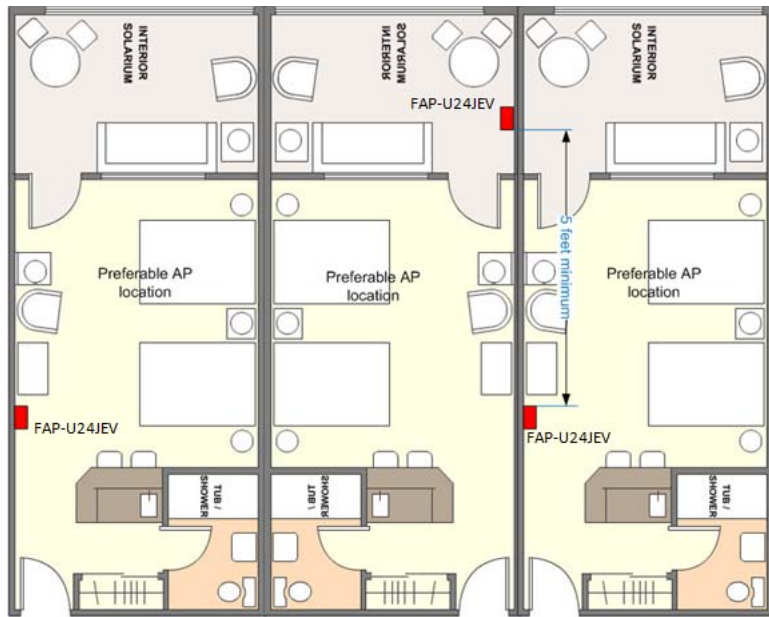 INTERIOR
SOLARIUM
INTERIOR
SOLARIUM
INTERIOR
SOLARIUM
FAP-U24JEV
5 feet minimum
Preferable AP
location
Preferable AP
location
Preferable AP
location
FAP-U24JEV
FAP-U24JEV
TUB /
SHOWER
TUB /
SHOWER
TUB /
SHOWER